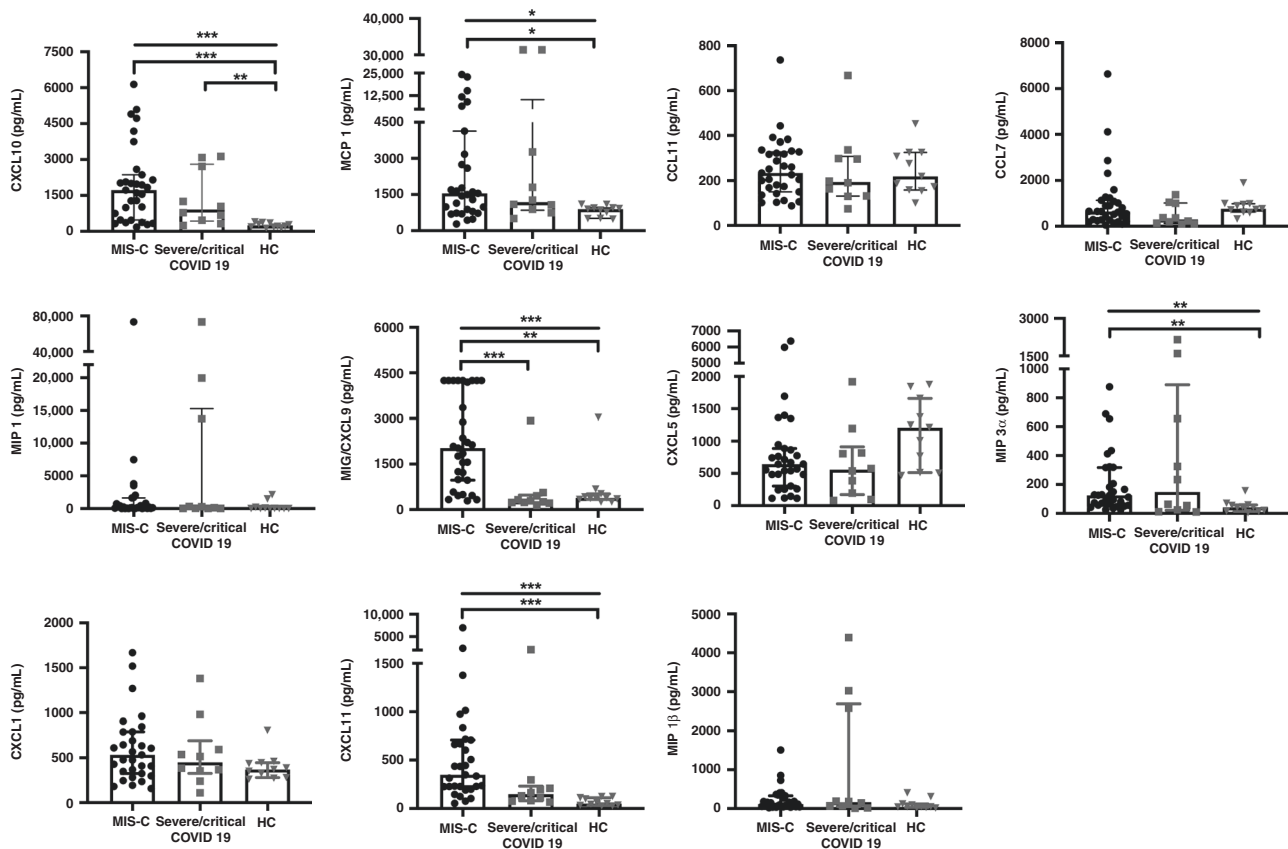 ***
***
**
CXCL10 (pg/mL)
7500
6000
4500
3000
1500
0
MIS-C Severe/critical HC
COVID 19
*
*
MCP 1 (pg/mL)
40,000
30,000
25,000
12,500
4500
3000
1500
0
MIS-C Severe/critical HC
COVID 19
CCL11 (pg/mL)
800
600
400
200
0
MIS-C Severe/critical HC
COVID 19
CCL7 (pg/mL)
8000
6000
4000
2000
0
MIS-C Severe/critical HC
COVID 19
MIP 1 (pg/mL)
80,000
40,000
20,000
15,000
10,000
5000
0
MIS-C Severe/critical HC
COVID 19
***
**
***
MIG/CXCL9 (pg/mL)
6000
4500
3000
1500
0
MIS-C Severe/critical HC
COVID 19
CXCL5 (pg/mL)
7000
6000
5000
2000
1500
1000
500
0
MIS-C Severe/critical HC
COVID 19
**
**
MIP 3α (pg/mL)
3000
1500
1000
800
600
400
200
0
MIS-C Severe/critical HC
COVID 19
CXCL1 (pg/mL)
2000
1500
1000
500
0
MIS-C Severe/critical HC
COVID 19
***
***
CXCL11 (pg/mL)
10,000
5000
1500
1000
500
0
MIS-C Severe/critical HC
COVID 19
MIP 1β (pg/mL)
5000
4000
3000
2000
1000
0
MIS-C Severe/critical HC
COVID 19